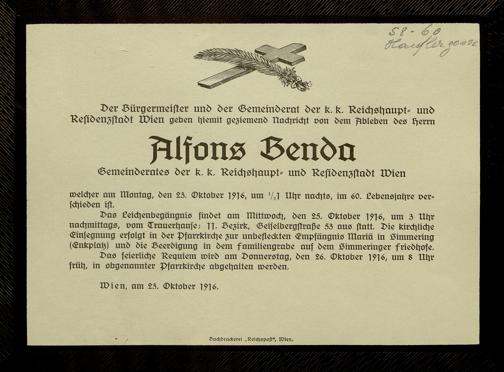 58-60
Der Bürgermeister und der Gemeinderat der k. k. Reichshaupt- und
Residenzstadt Wien geben hiemit geziemend Nachricht von dem Ableben des Herrn
Alfons Benda
Gemeinderates der k. k. Reichshaupt- und Residenzstadt Wien
welcher am Montag, den 23. Oktober 1916, um ½1 Uhr nachts, im 60. Lebensjahre ver-
schieden ist.
Das Leichenbegängnis findet am Mittwoch, den 25. Oktober 1916, um 3 Uhr
nachmittags, vom Trauerhause: 11. Bezirk, Geiselbergstraße 53 aus statt. Die kirchliche
Einsegnung erfolgt in der Pfarrkirche zur unbefleckten Empfängnis Mariä in Simmering
(Enkplatz) und die Beerdigung in dem Familiengrabe auf dem Simmeringer Friedhofe.
Das feierliche Requiem wird am Donnerstag, den 26. Oktober 1916, um 8 Uhr
früh, in obgenannter Pfarrkirche abgehalten werden.
Wien, am 23. Oktober 1916.
Buchdruckerei „Reichspost“, Wien.